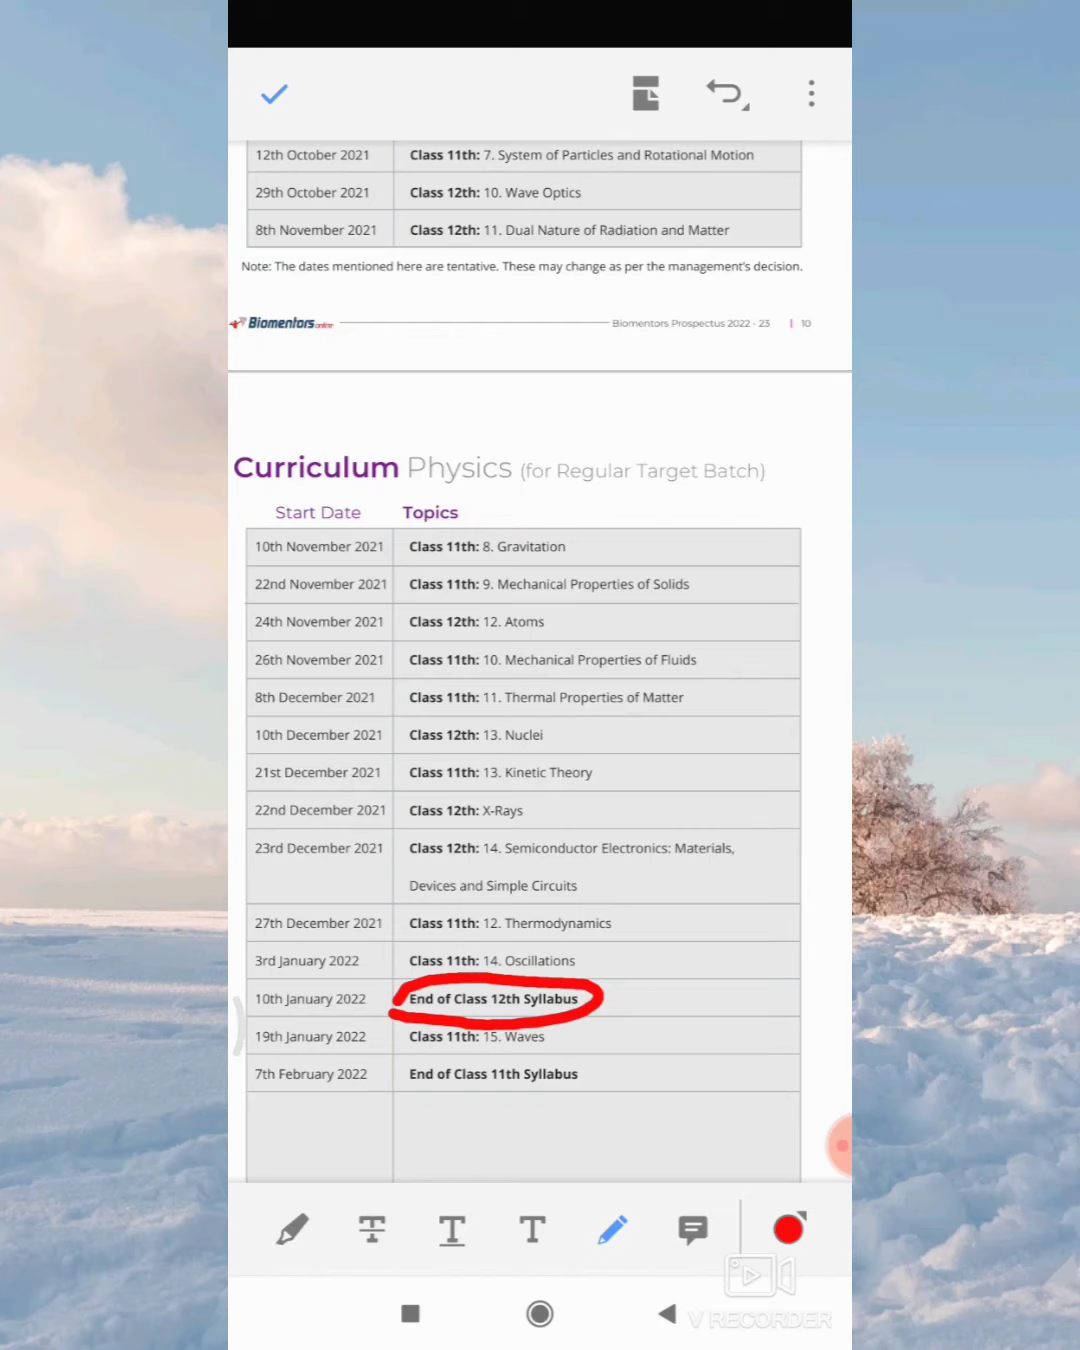 12th October 2021 Class 11th: 7. System of Particles and Rotational Motion
29th October 2021 Class 12th: 10. Wave Optics
8th November 2021 Class 12th: 11. Dual Nature of Radiation and Matter
Note: The dates mentioned here are tentative. These may change as per the management's decision.
Biomentors online Biomentors Prospectus 2022 - 23 | 10
Curriculum Physics (for Regular Target Batch)
Start Date Topics
10th November 2021 Class 11th: 8. Gravitation
22nd November 2021 Class 11th: 9. Mechanical Properties of Solids
24th November 2021 Class 12th: 12. Atoms
26th November 2021 Class 11th: 10. Mechanical Properties of Fluids
8th December 2021 Class 11th: 11. Thermal Properties of Matter
10th December 2021 Class 12th: 13. Nuclei
21st December 2021 Class 11th: 13. Kinetic Theory
22nd December 2021 Class 12th: X-Rays
23rd December 2021 Class 12th: 14. Semiconductor Electronics: Materials,
Devices and Simple Circuits
27th December 2021 Class 11th: 12. Thermodynamics
3rd January 2022 Class 11th: 14. Oscillations
10th January 2022 End of Class 12th Syllabus
19th January 2022 Class 11th: 15. Waves
7th February 2022 End of Class 11th Syllabus
T T T
V RECORDER